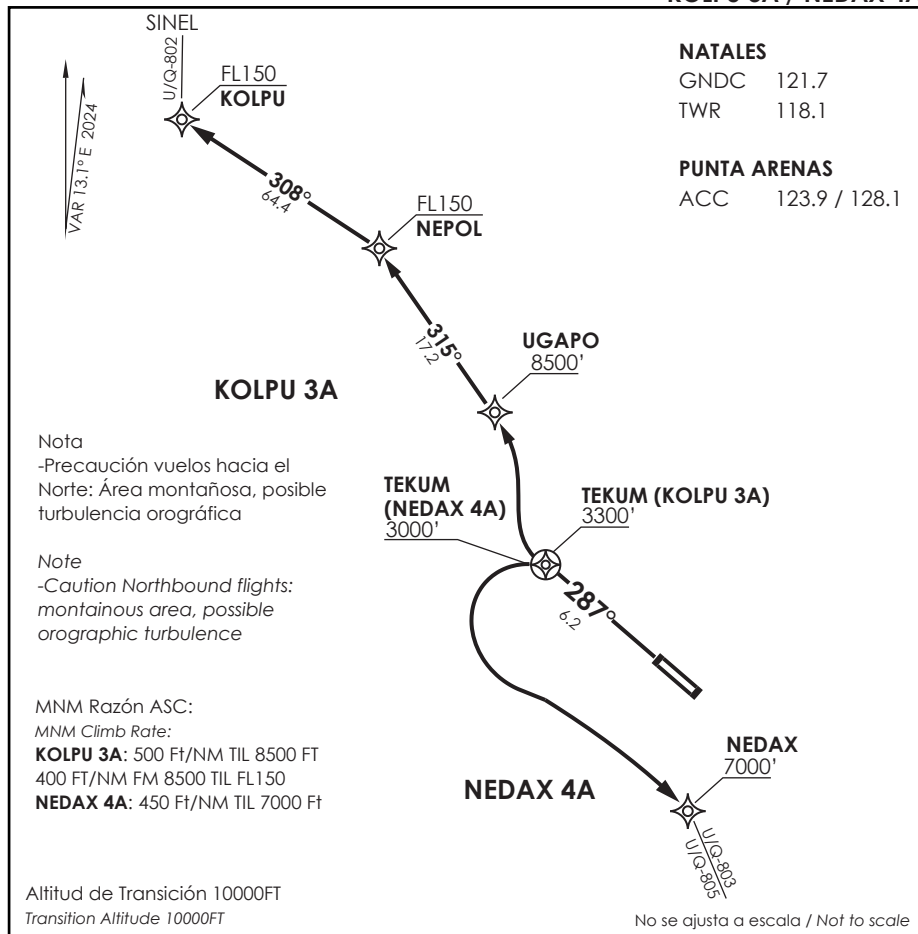 SINEL
U/Q-802
FL150
KOLPU
VAR 13.1° E 2024
NATALES
GNDC 121.7
TWR 118.1
PUNTA ARENAS
ACC 123.9 / 128.1
308°
64.4
FL150
NEPOL
315°
17.2
UGAPO
8500'
KOLPU 3A
Nota
-Precaución vuelos hacia el
Norte: Área montañosa, posible
turbulencia orográfica
Note
-Caution Northbound flights:
montainous area, possible
orographic turbulence
TEKUM
(NEDAX 4A)
3000'
TEKUM (KOLPU 3A)
3300'
287°
6.2
MNM Razón ASC:
MNM Climb Rate:
KOLPU 3A: 500 Ft/NM TIL 8500 FT
400 FT/NM FM 8500 TIL FL150
NEDAX 4A: 450 Ft/NM TIL 7000 Ft
NEDAX 4A
NEDAX
7000'
U/Q-803
U/Q-805
Altitud de Transición 10000FT
Transition Altitude 10000FT
No se ajusta a escala / Not to scale